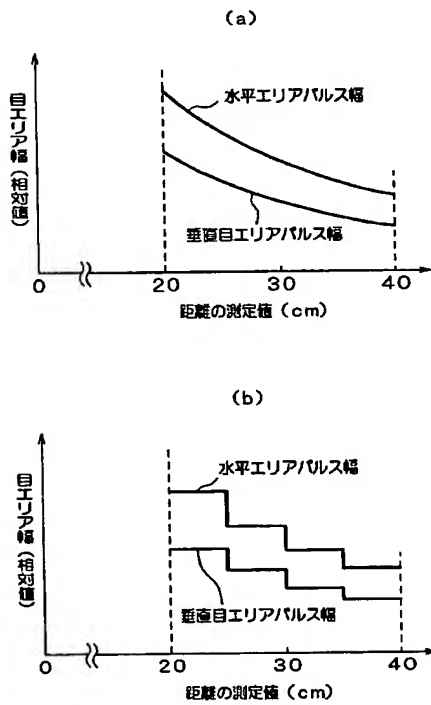 (a)
目エリア幅(相対値)
水平エリアパルス幅
垂直目エリアパルス幅
0 20 30 40
距離の測定値(cm)
(b)
目エリア幅(相対値)
水平エリアパルス幅
垂直目エリアパルス幅
0 20 30 40
距離の測定値(cm)